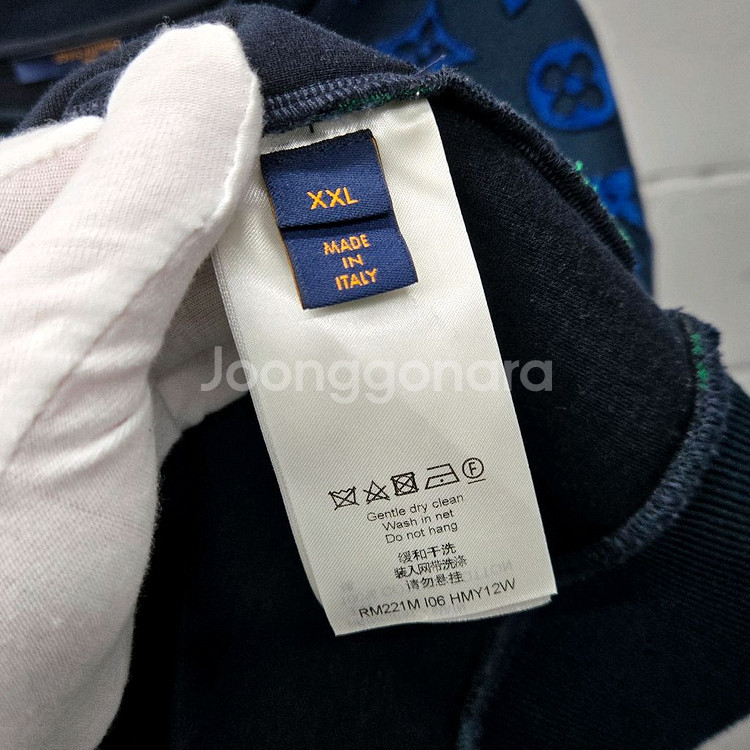 XXL
MADE
IN
ITALY
Joonggonara
Gentle dry clean
Wash in net
Do not hang
缓和干洗
装入网带洗涤
请勿悬挂
RM221M I06 HMY12W